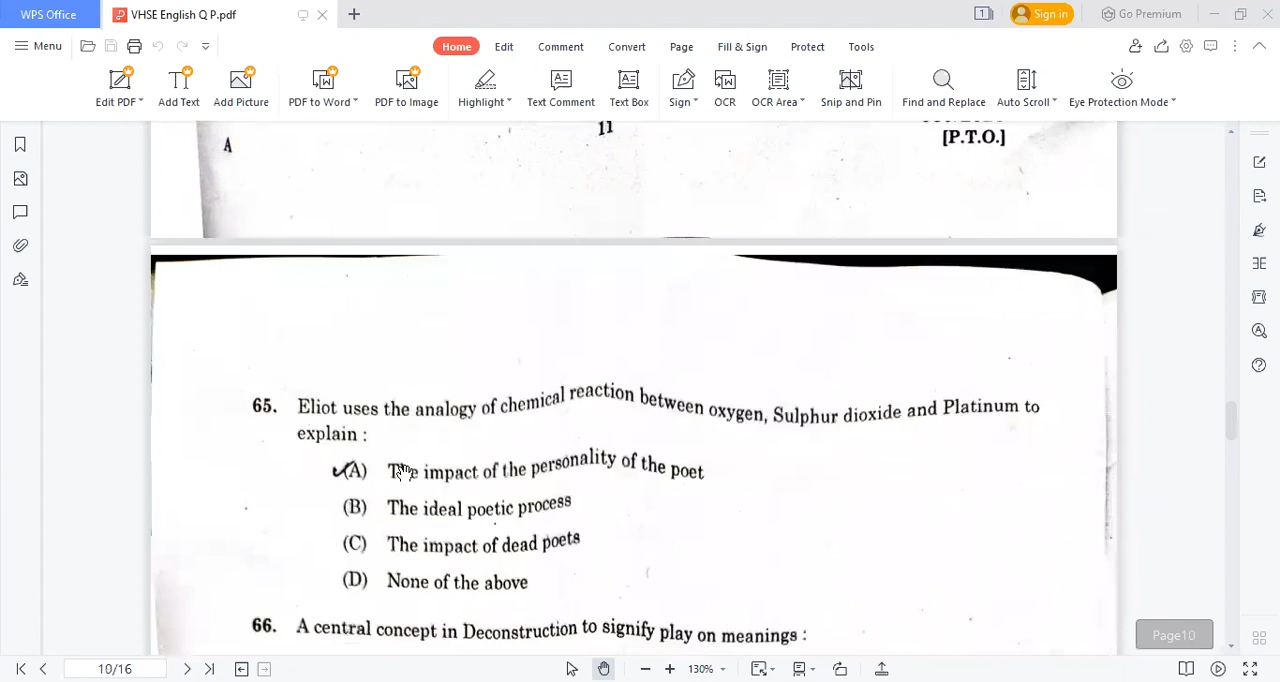 WPS Office
VHSE English Q P.pdf
Sign in
Go Premium
Menu
Home
Edit
Comment
Convert
Page
Fill & Sign
Protect
Tools
Edit PDF
Add Text
Add Picture
PDF to Word
PDF to Image
Highlight
Text Comment
Text Box
Sign
OCR
OCR Area
Snip and Pin
Find and Replace
Auto Scroll
Eye Protection Mode
A
11
[P.T.O.]
65. Eliot uses the analogy of chemical reaction between oxygen, Sulphur dioxide and Platinum to
explain :
(A) The impact of the personality of the poet
(B) The ideal poetic process
(C) The impact of dead poets
(D) None of the above
66. A central concept in Deconstruction to signify play on meanings :
Page10
10/16
130%